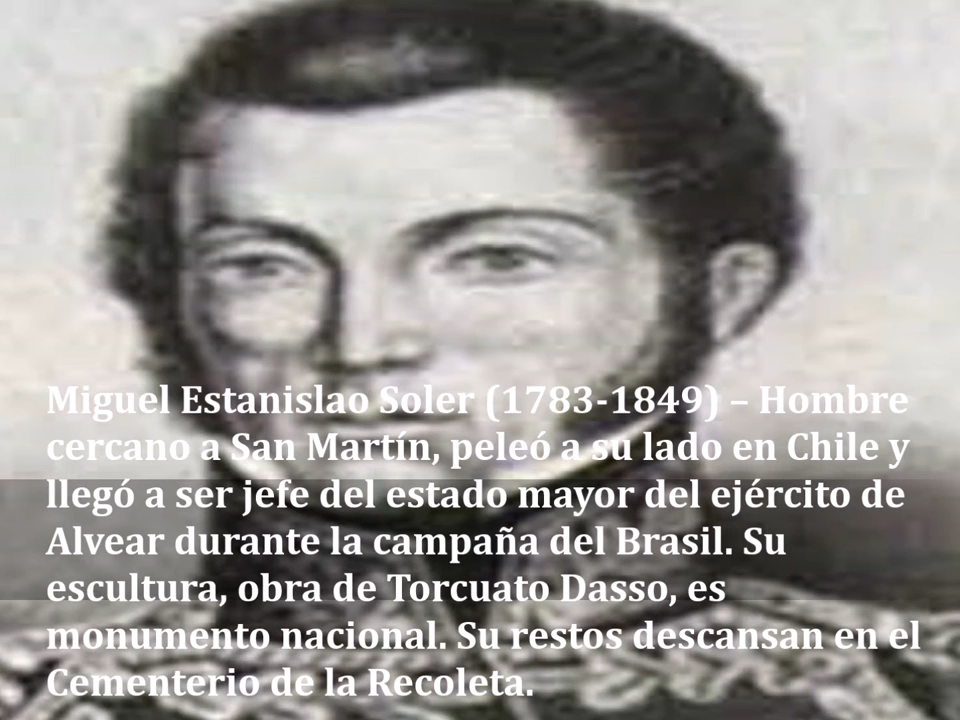 Miguel Estanislao Soler (1783-1849) – Hombre
cercano a San Martín, peleó a su lado en Chile y
llegó a ser jefe del estado mayor del ejército de
Alvear durante la campaña del Brasil. Su
escultura, obra de Torcuato Dasso, es
monumento nacional. Su restos descansan en el
Cementerio de la Recoleta.